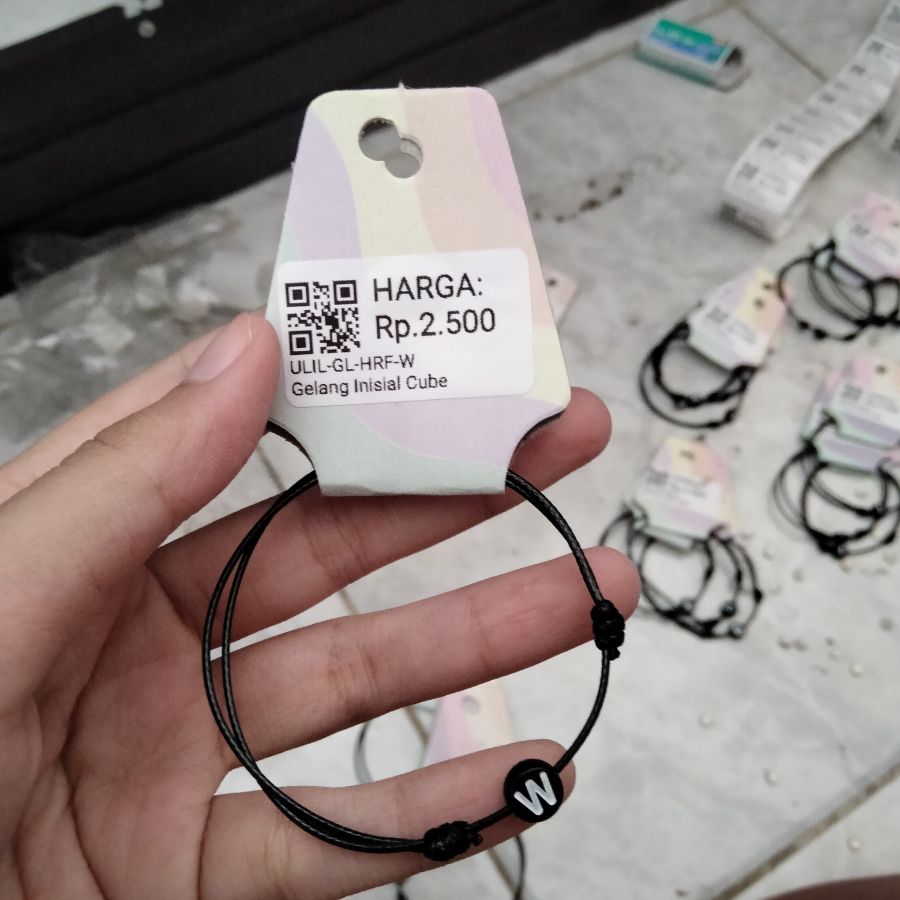 HARGA:
Rp.2.500
ULIL-GL-HRF-W
Gelang Inisial Cube
W